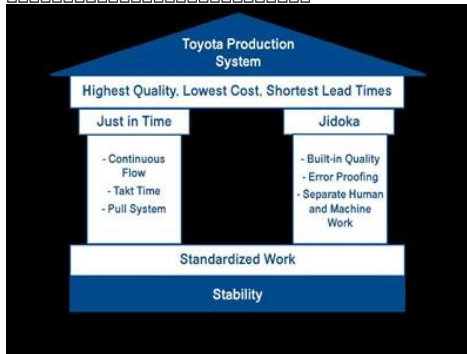 Toyota Production
System
Highest Quality, Lowest Cost, Shortest Lead Times
Just in Time
- Continuous
Flow
- Takt Time
- Pull System
Jidoka
- Built-in Quality
- Error Proofing
- Separate Human
and Machine
Work
Standardized Work
Stability